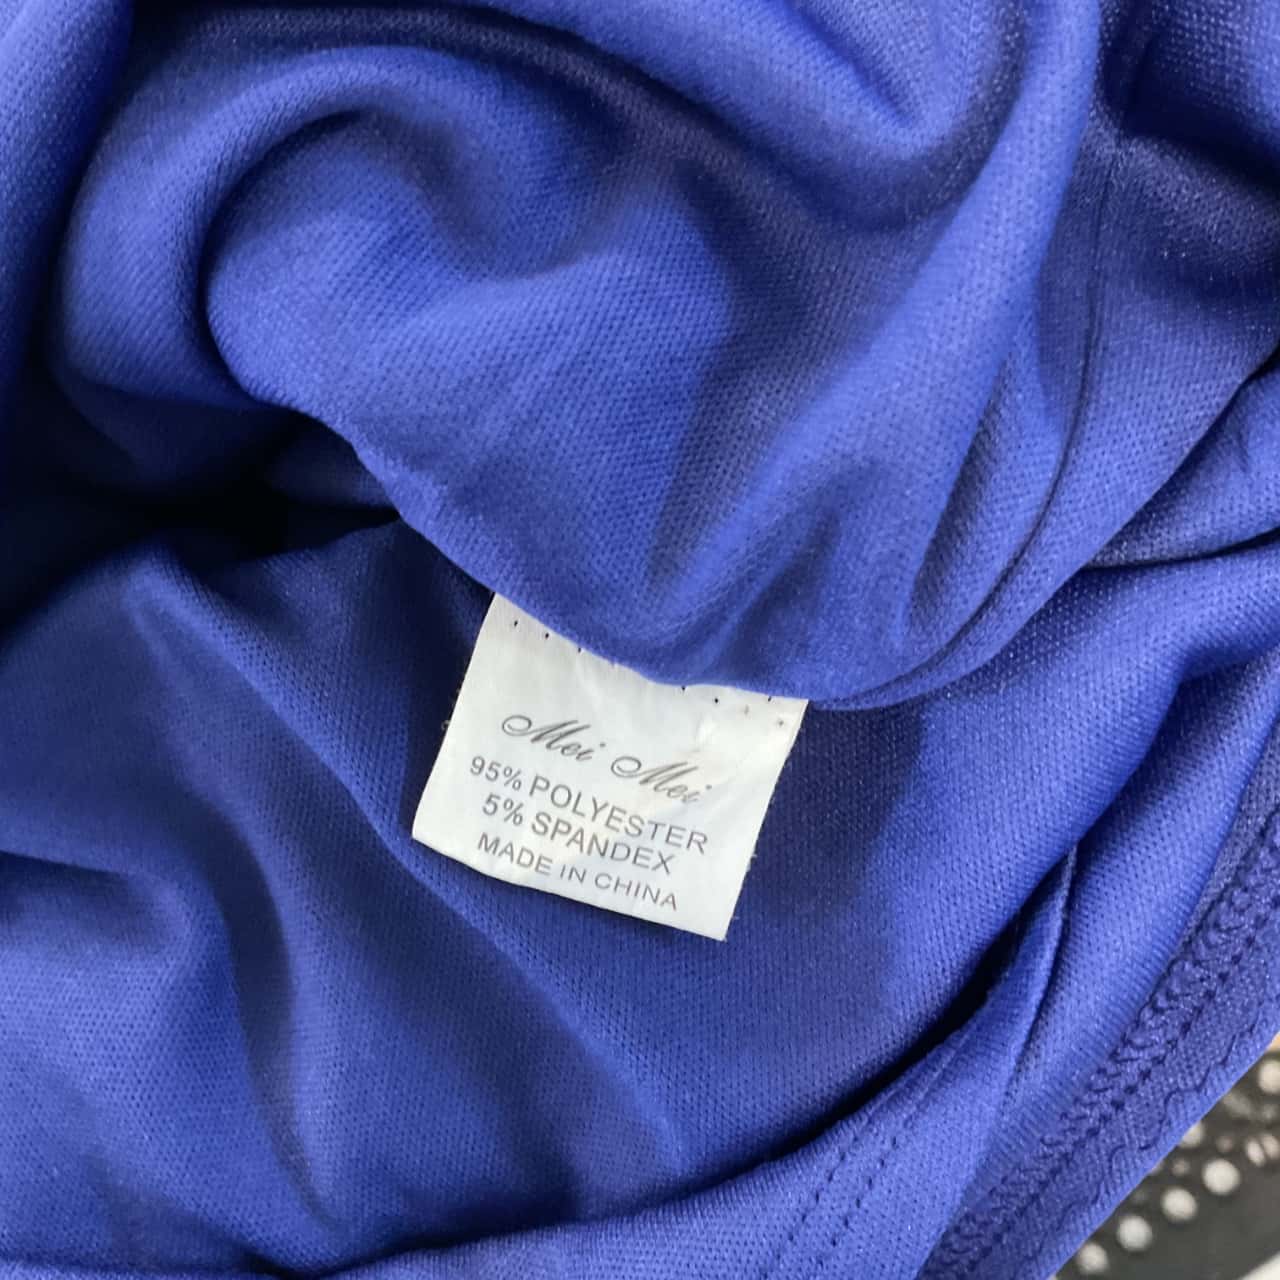 Mei Mei
95% POLYESTER
5% SPANDEX
MADE IN CHINA